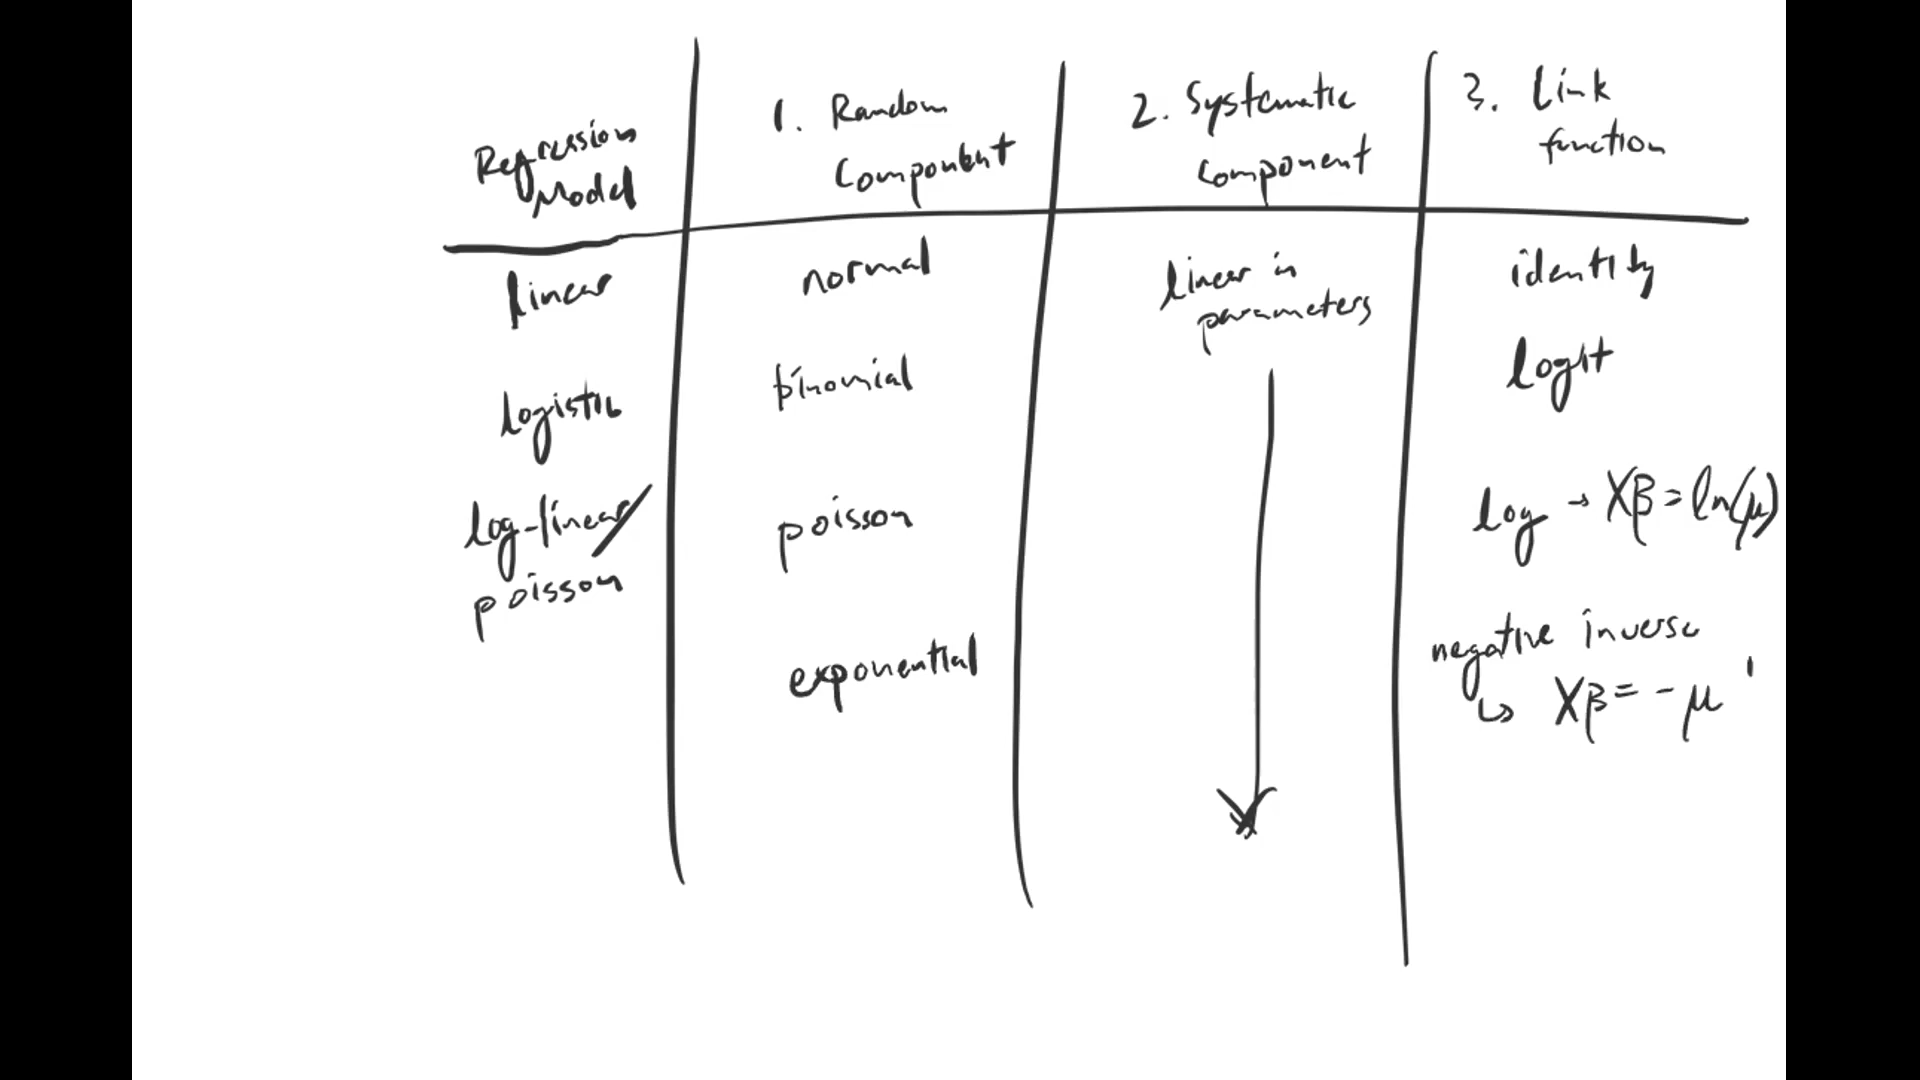 Regression Model
1. Random Component
2. Systematic component
3. Link function
linear
normal
linear in parameters
identity
logistic
binomial
logit
log-linear/
poisson
poisson
log → Xβ = ln(μ)
exponential
negative inverse
↳ Xβ = -μ '